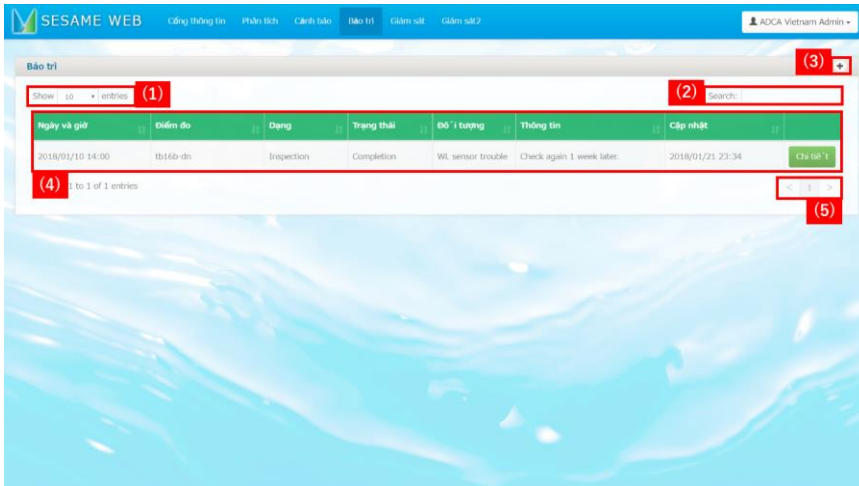 SESAME WEB Cổng thông tin Phân tích Cảnh báo Bảo trì Giám sát Giám sát2 ADCA Vietnam Admin
Bảo trì (3) +
Show 10 entries (1) (2) Search:
Ngày và giờ Điểm đo Dạng Trạng thái Đố´i tượng Thông tin Cập nhật
2018/01/10 14:00 tb16b-dn Inspection Completion WL sensor trouble Check again 1 week later. 2018/01/21 23:34 Chi tiế´t
(4) 1 to 1 of 1 entries < 1 >
(5)